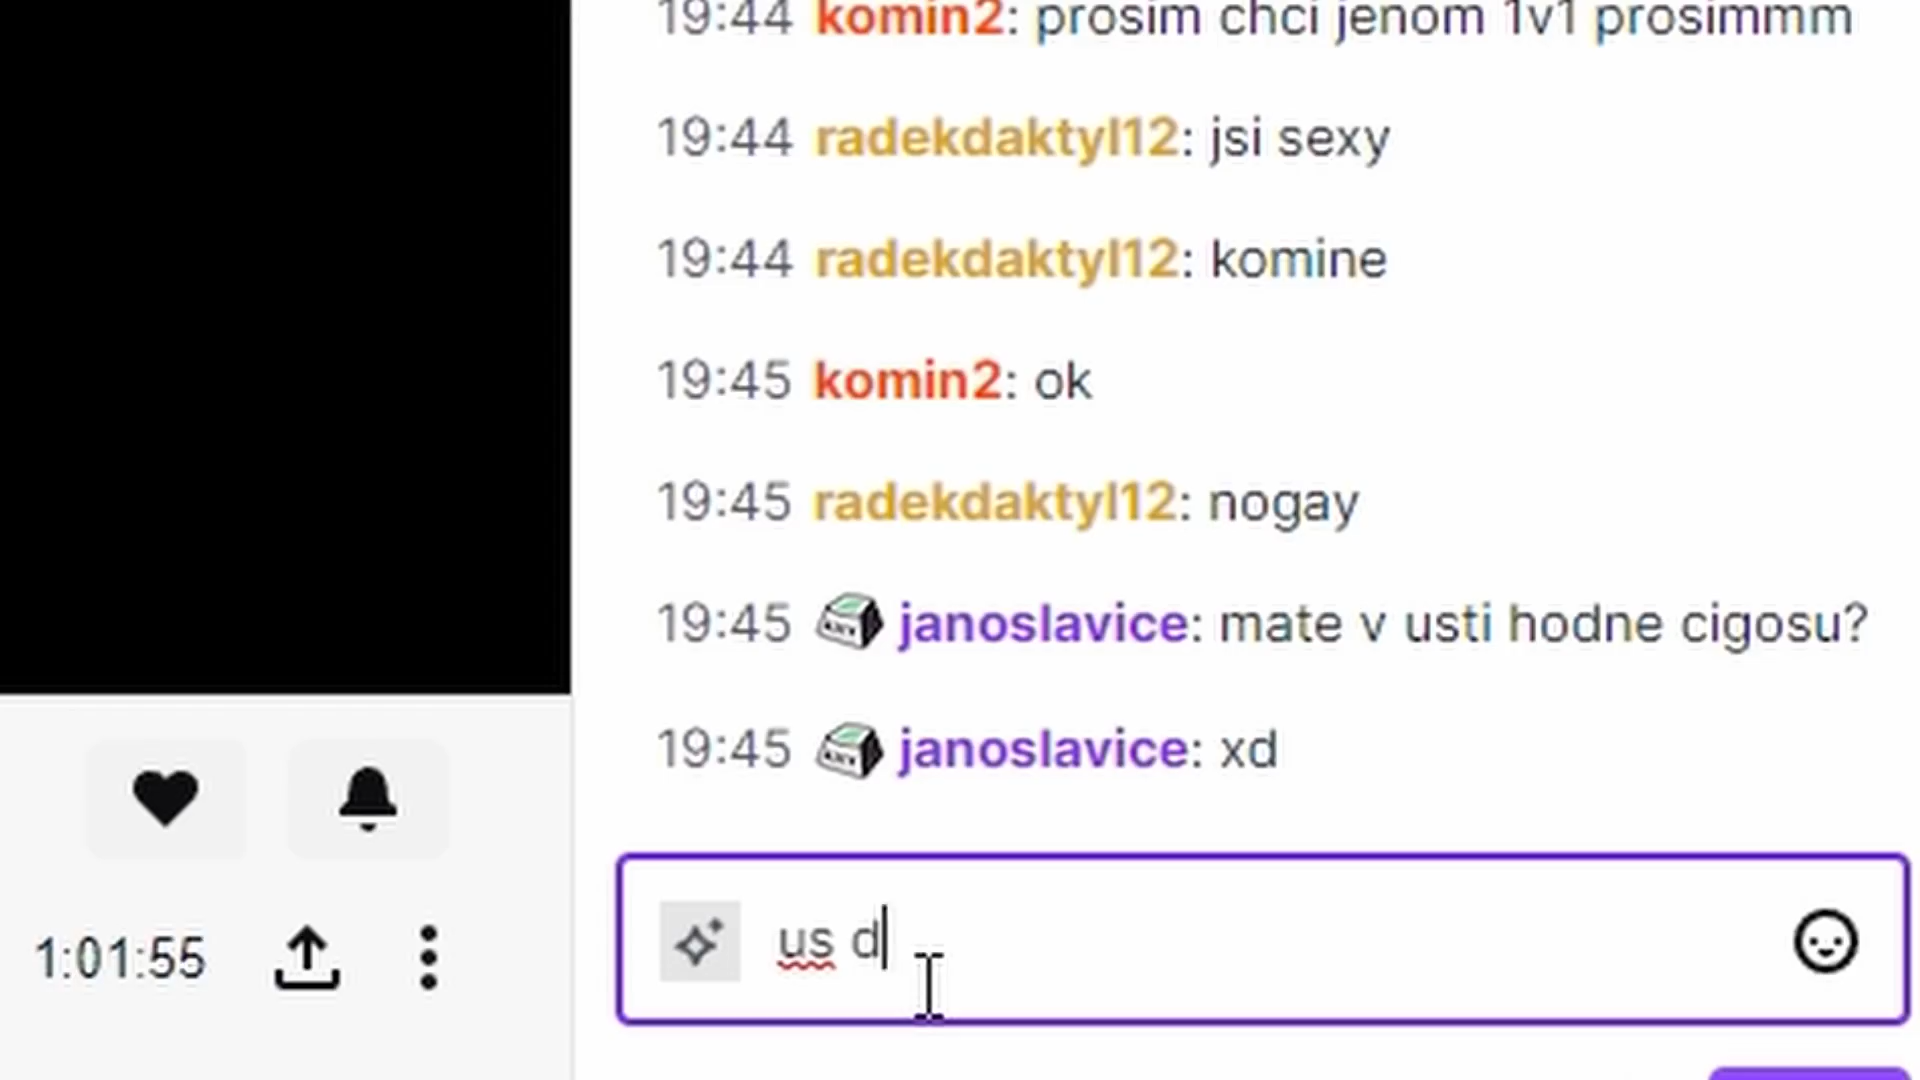 19:44 komin2: prosim chci jenom 1v1 prosimmm
19:44 radekdaktyl12: jsi sexy
19:44 radekdaktyl12: komine
19:45 komin2: ok
19:45 radekdaktyl12: nogay
19:45 janoslavice: mate v usti hodne cigosu?
19:45 janoslavice: xd
us d
1:01:55